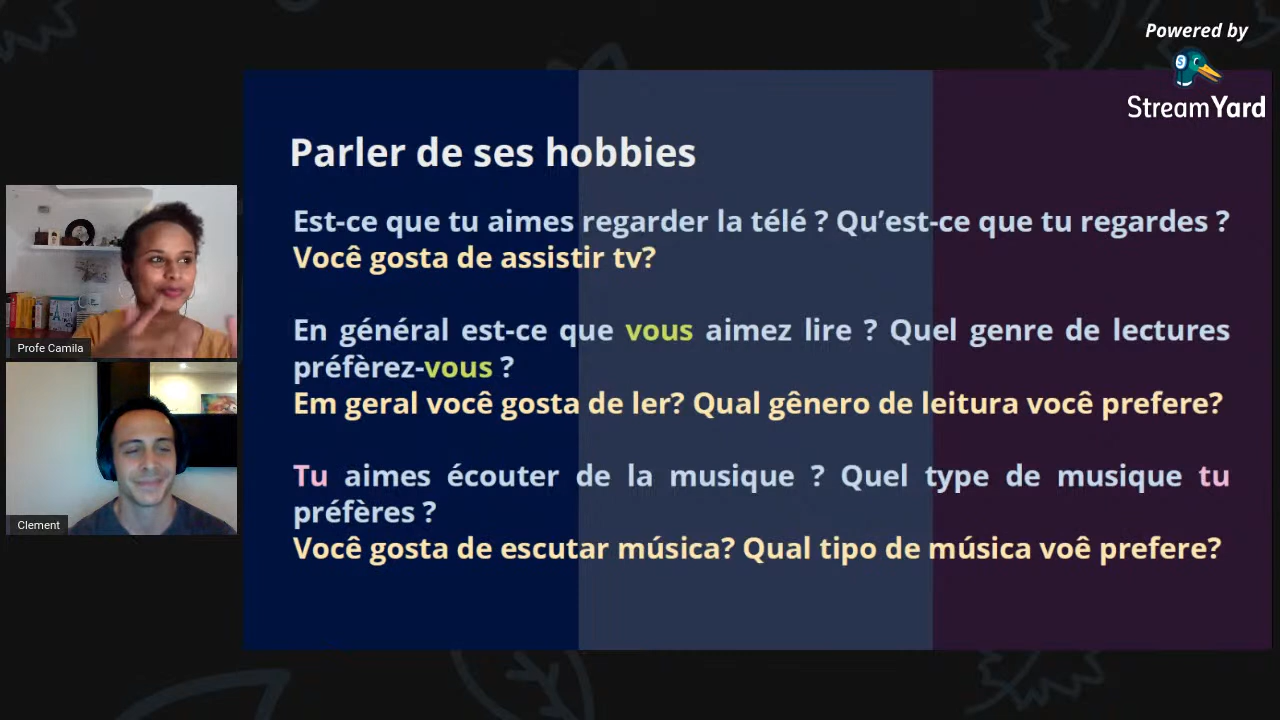 Powered by
StreamYard
Parler de ses hobbies
Est-ce que tu aimes regarder la télé ? Qu’est-ce que tu regardes ?
Você gosta de assistir tv?
En général est-ce que vous aimez lire ? Quel genre de lectures
préfèrez-vous ?
Em geral você gosta de ler? Qual gênero de leitura você prefere?
Tu aimes écouter de la musique ? Quel type de musique tu
préfères ?
Você gosta de escutar música? Qual tipo de música voê prefere?
Profe Camila
Clement